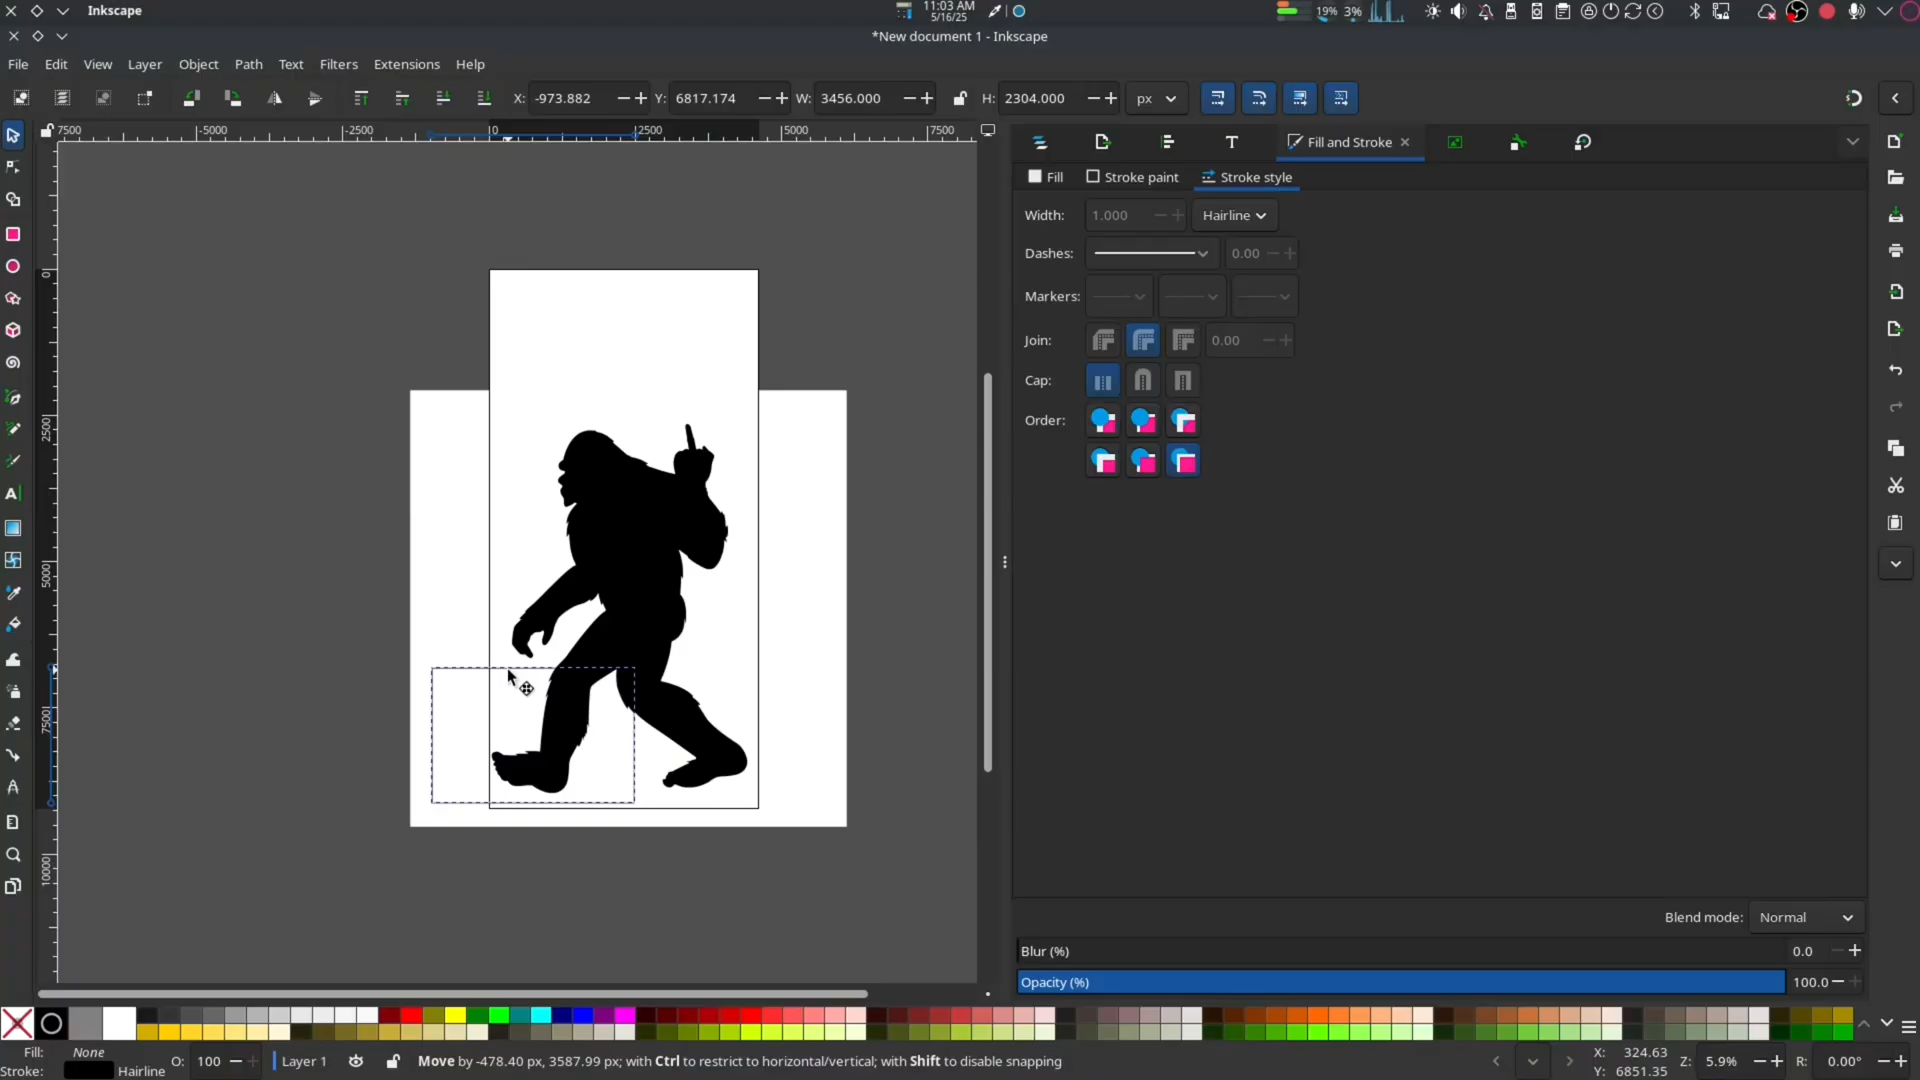 Inkscape
11:03 AM
5/16/25
19% 3%
*New document 1 - Inkscape
File Edit View Layer Object Path Text Filters Extensions Help
X: -973.882 Y: 6817.174 W: 3456.000 H: 2304.000 px
7500 -5000 -2500 0 2500 5000 7500
0
2500
5000
7500
10000
Fill and Stroke
Fill Stroke paint Stroke style
Width: 1.000 Hairline
Dashes: 0.00
Markers:
Join: 0.00
Cap:
Order:
Blend mode: Normal
Blur (%) 0.0
Opacity (%) 100.0
Fill: None
Stroke: Hairline
O: 100
Layer 1
Move by -478.40 px, 3587.99 px; with Ctrl to restrict to horizontal/vertical; with Shift to disable snapping
X: 324.63
Y: 6851.35
Z: 5.9%
R: 0.00°